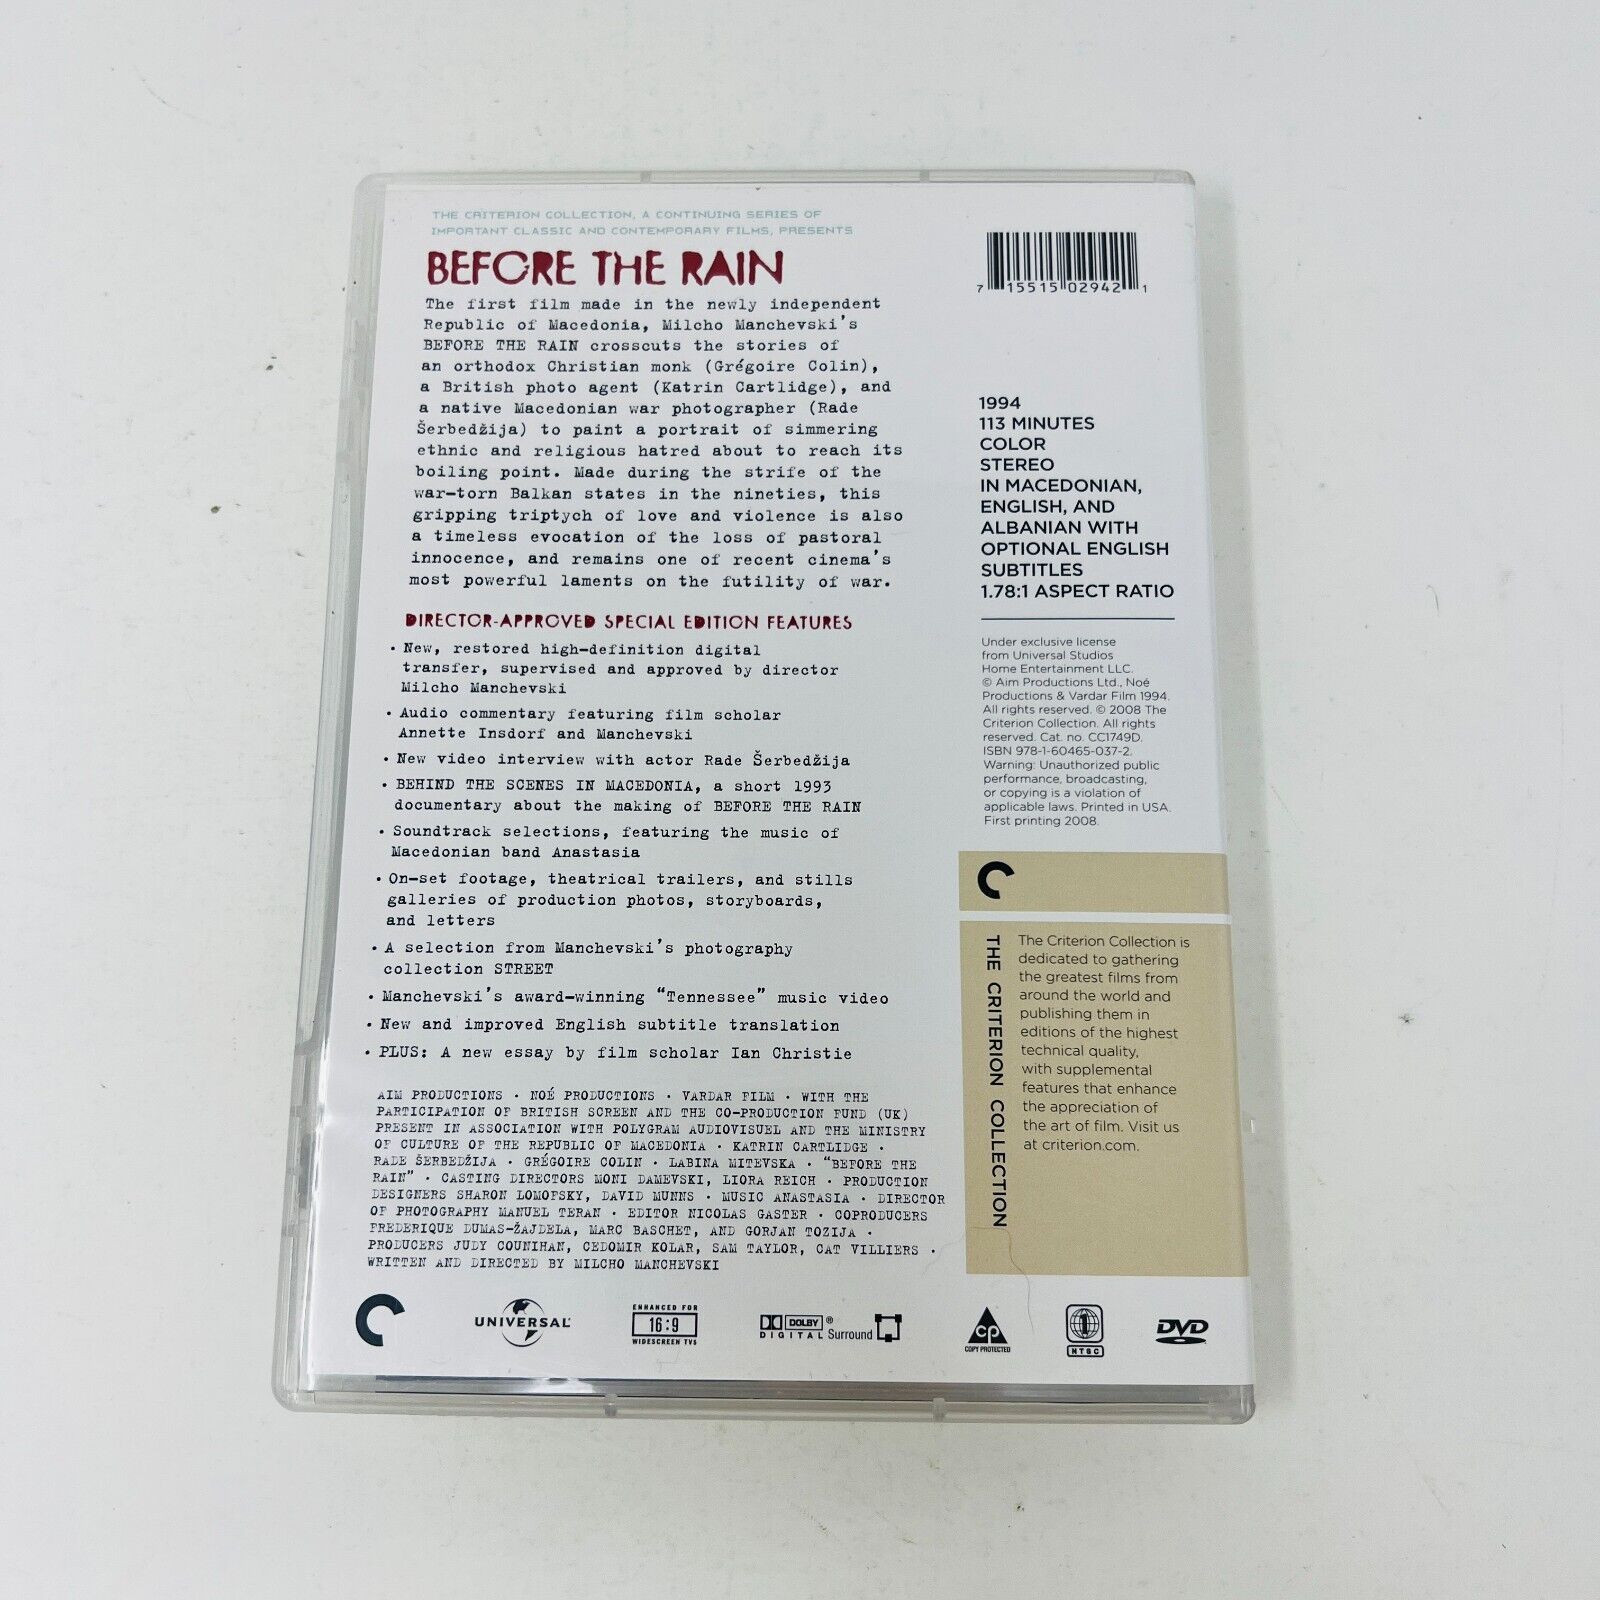 THE CRITERION COLLECTION, A CONTINUING SERIES OF
IMPORTANT CLASSIC AND CONTEMPORARY FILMS, PRESENTS
BEFORE THE RAIN
The first film made in the newly independent
Republic of Macedonia, Milcho Manchevski's
BEFORE THE RAIN crosscuts the stories of
an orthodox Christian monk (Grégoire Colin),
a British photo agent (Katrin Cartlidge), and
a native Macedonian war photographer (Rade
Šerbedžija) to paint a portrait of simmering
ethnic and religious hatred about to reach its
boiling point. Made during the strife of the
war-torn Balkan states in the nineties, this
gripping triptych of love and violence is also
a timeless evocation of the loss of pastoral
innocence, and remains one of recent cinema's
most powerful laments on the futility of war.
DIRECTOR-APPROVED SPECIAL EDITION FEATURES
• New, restored high-definition digital
transfer, supervised and approved by director
Milcho Manchevski
• Audio commentary featuring film scholar
Annette Insdorf and Manchevski
• New video interview with actor Rade Šerbedžija
• BEHIND THE SCENES IN MACEDONIA, a short 1993
documentary about the making of BEFORE THE RAIN
• Soundtrack selections, featuring the music of
Macedonian band Anastasia
• On-set footage, theatrical trailers, and stills
galleries of production photos, storyboards,
and letters
• A selection from Manchevski's photography
collection STREET
• Manchevski's award-winning "Tennessee" music video
• New and improved English subtitle translation
• PLUS: A new essay by film scholar Ian Christie
AIM PRODUCTIONS · NOÉ PRODUCTIONS · VARDAR FILM · WITH THE
PARTICIPATION OF BRITISH SCREEN AND THE CO-PRODUCTION FUND (UK)
PRESENT IN ASSOCIATION WITH POLYGRAM AUDIOVISUEL AND THE MINISTRY
OF CULTURE OF THE REPUBLIC OF MACEDONIA · KATRIN CARTLIDGE ·
RADE ŠERBEDŽIJA · GRÉGOIRE COLIN · LABINA MITEVSKA · "BEFORE THE
RAIN" · CASTING DIRECTORS MONI DAMEVSKI, LIORA REICH · PRODUCTION
DESIGNERS SHARON LOMOFSKY, DAVID MUNNS · MUSIC ANASTASIA · DIRECTOR
OF PHOTOGRAPHY MANUEL TERAN · EDITOR NICOLAS GASTER · COPRODUCERS
FREDERIQUE DUMAS-ZAJDELA, MARC BASCHET, AND GORJAN TOZIJA ·
PRODUCERS JUDY COUNIHAN, CEDOMIR KOLAR, SAM TAYLOR, CAT VILLIERS ·
WRITTEN AND DIRECTED BY MILCHO MANCHEVSKI
7 15515 02942 1
1994
113 MINUTES
COLOR
STEREO
IN MACEDONIAN,
ENGLISH, AND
ALBANIAN WITH
OPTIONAL ENGLISH
SUBTITLES
1.78:1 ASPECT RATIO
Under exclusive license
from Universal Studios
Home Entertainment LLC.
© Aim Productions Ltd., Noé
Productions & Vardar Film 1994.
All rights reserved. © 2008 The
Criterion Collection. All rights
reserved. Cat. no. CC1749D.
ISBN 978-1-60465-037-2.
Warning: Unauthorized public
performance, broadcasting,
or copying is a violation of
applicable laws. Printed in USA.
First printing 2008.
THE CRITERION COLLECTION
The Criterion Collection is
dedicated to gathering
the greatest films from
around the world and
publishing them in
editions of the highest
technical quality,
with supplemental
features that enhance
the appreciation of
the art of film. Visit us
at criterion.com.
UNIVERSAL
ENHANCED FOR
16:9
WIDESCREEN TVS
DOLBY ®
DIGITAL Surround
CP
COPY PROTECTED
1
NTSC
DVD